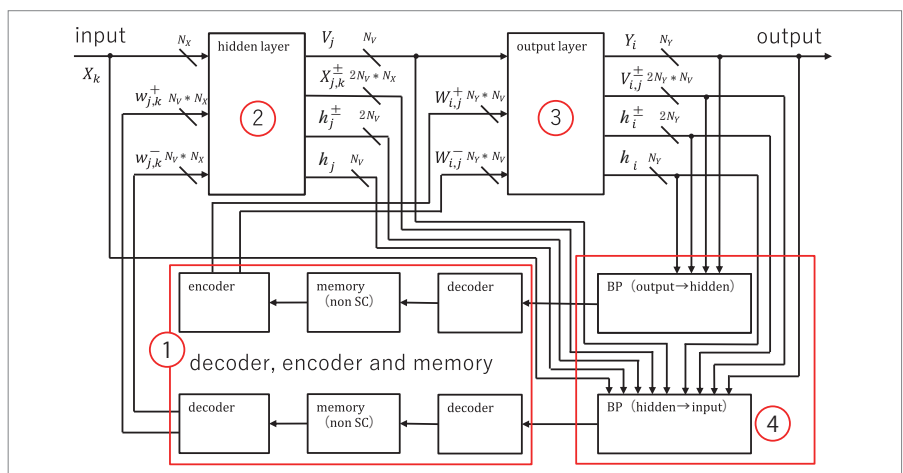 input
X_k
N_X
hidden layer
②
w^+_{j,k} N_V * N_X
w^-_{j,k} N_V * N_X
V_j N_V
X^±_{j,k} 2N_V * N_X
h^±_j 2N_V
h_j N_V
W^+_{i,j} N_Y * N_V
W^-_{i,j} N_Y * N_V
output layer
③
Y_i N_Y
output
V^±_{i,j} 2N_Y * N_V
h^±_i 2N_Y
h_i N_Y
encoder
memory
(non SC)
decoder
BP (output→hidden)
①
decoder, encoder and memory
decoder
memory
(non SC)
decoder
BP (hidden→input)
④